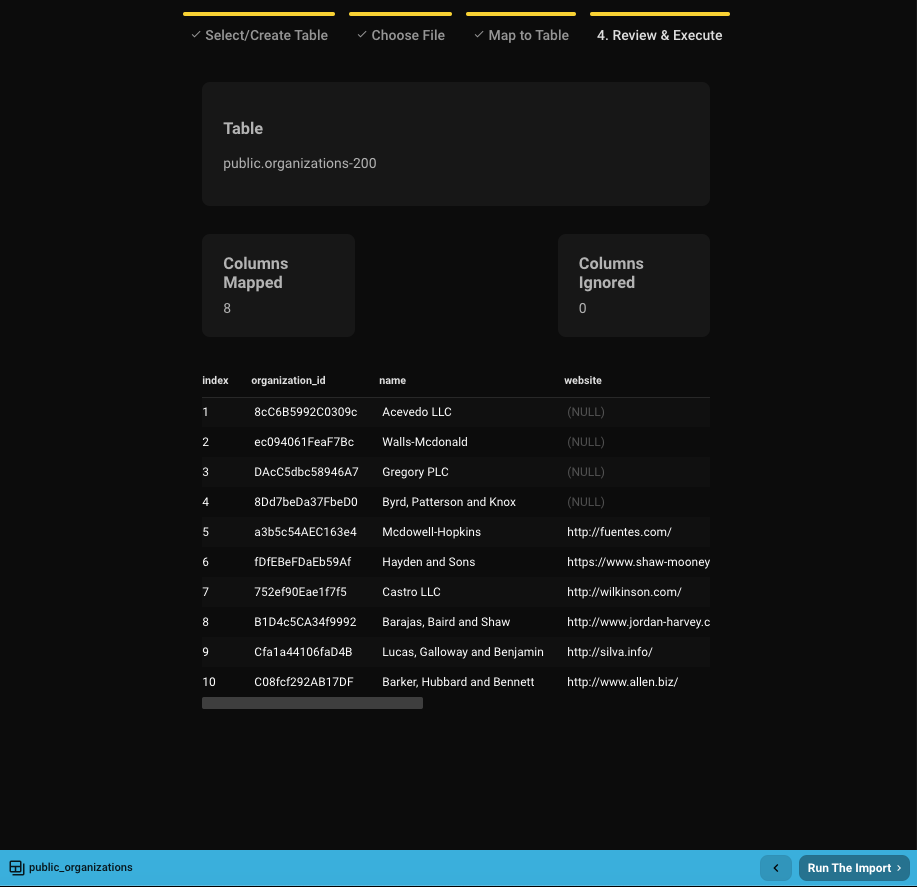 ✓ Select/Create Table ✓ Choose File ✓ Map to Table 4. Review & Execute
Table
public.organizations-200
Columns Mapped
8
Columns Ignored
0
index organization_id name website
1 8cC6B5992C0309c Acevedo LLC (NULL)
2 ec094061FeaF7Bc Walls-Mcdonald (NULL)
3 DAcC5dbc58946A7 Gregory PLC (NULL)
4 8Dd7beDa37FbeD0 Byrd, Patterson and Knox (NULL)
5 a3b5c54AEC163e4 Mcdowell-Hopkins http://fuentes.com/
6 fDfEBeFDaEb59Af Hayden and Sons https://www.shaw-mooney
7 752ef90Eae1f7f5 Castro LLC http://wilkinson.com/
8 B1D4c5CA34f9992 Barajas, Baird and Shaw http://www.jordan-harvey.c
9 Cfa1a44106faD4B Lucas, Galloway and Benjamin http://silva.info/
10 C08fcf292AB17DF Barker, Hubbard and Bennett http://www.allen.biz/
public_organizations
Run The Import